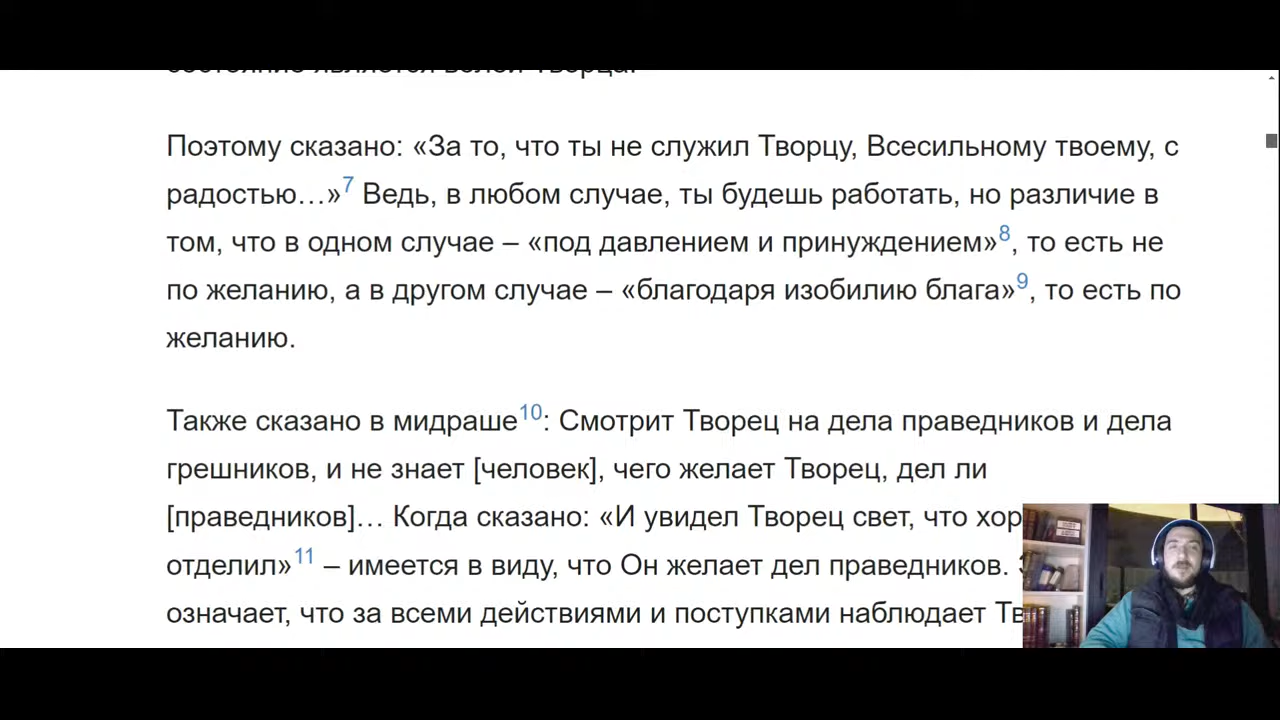 Поэтому сказано: «За то, что ты не служил Творцу, Всесильному твоему, с
радостью…»7 Ведь, в любом случае, ты будешь работать, но различие в
том, что в одном случае – «под давлением и принуждением»8, то есть не
по желанию, а в другом случае – «благодаря изобилию блага»9, то есть по
желанию.
Также сказано в мидраше10: Смотрит Творец на дела праведников и дела
грешников, и не знает [человек], чего желает Творец, дел ли
[праведников]… Когда сказано: «И увидел Творец свет, что
отделил»11 – имеется в виду, что Он желает дел праведников.
означает, что за всеми действиями и поступками наблюдает